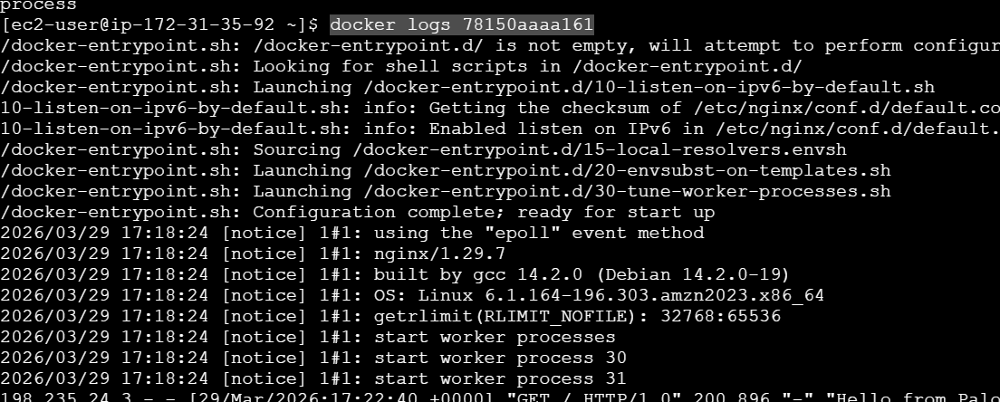 process
[ec2-user@ip-172-31-35-92 ~]$ docker logs 78150aaaa161
/docker-entrypoint.sh: /docker-entrypoint.d/ is not empty, will attempt to perform configur
/docker-entrypoint.sh: Looking for shell scripts in /docker-entrypoint.d/
/docker-entrypoint.sh: Launching /docker-entrypoint.d/10-listen-on-ipv6-by-default.sh
10-listen-on-ipv6-by-default.sh: info: Getting the checksum of /etc/nginx/conf.d/default.co
10-listen-on-ipv6-by-default.sh: info: Enabled listen on IPv6 in /etc/nginx/conf.d/default.
/docker-entrypoint.sh: Sourcing /docker-entrypoint.d/15-local-resolvers.envsh
/docker-entrypoint.sh: Launching /docker-entrypoint.d/20-envsubst-on-templates.sh
/docker-entrypoint.sh: Launching /docker-entrypoint.d/30-tune-worker-processes.sh
/docker-entrypoint.sh: Configuration complete; ready for start up
2026/03/29 17:18:24 [notice] 1#1: using the "epoll" event method
2026/03/29 17:18:24 [notice] 1#1: nginx/1.29.7
2026/03/29 17:18:24 [notice] 1#1: built by gcc 14.2.0 (Debian 14.2.0-19)
2026/03/29 17:18:24 [notice] 1#1: OS: Linux 6.1.164-196.303.amzn2023.x86_64
2026/03/29 17:18:24 [notice] 1#1: getrlimit(RLIMIT_NOFILE): 32768:65536
2026/03/29 17:18:24 [notice] 1#1: start worker processes
2026/03/29 17:18:24 [notice] 1#1: start worker process 30
2026/03/29 17:18:24 [notice] 1#1: start worker process 31
198.235.24.3 - - [29/Mar/2026:17:22:40 +0000] "GET / HTTP/1.0" 200 896 "-" "Hello from Palo